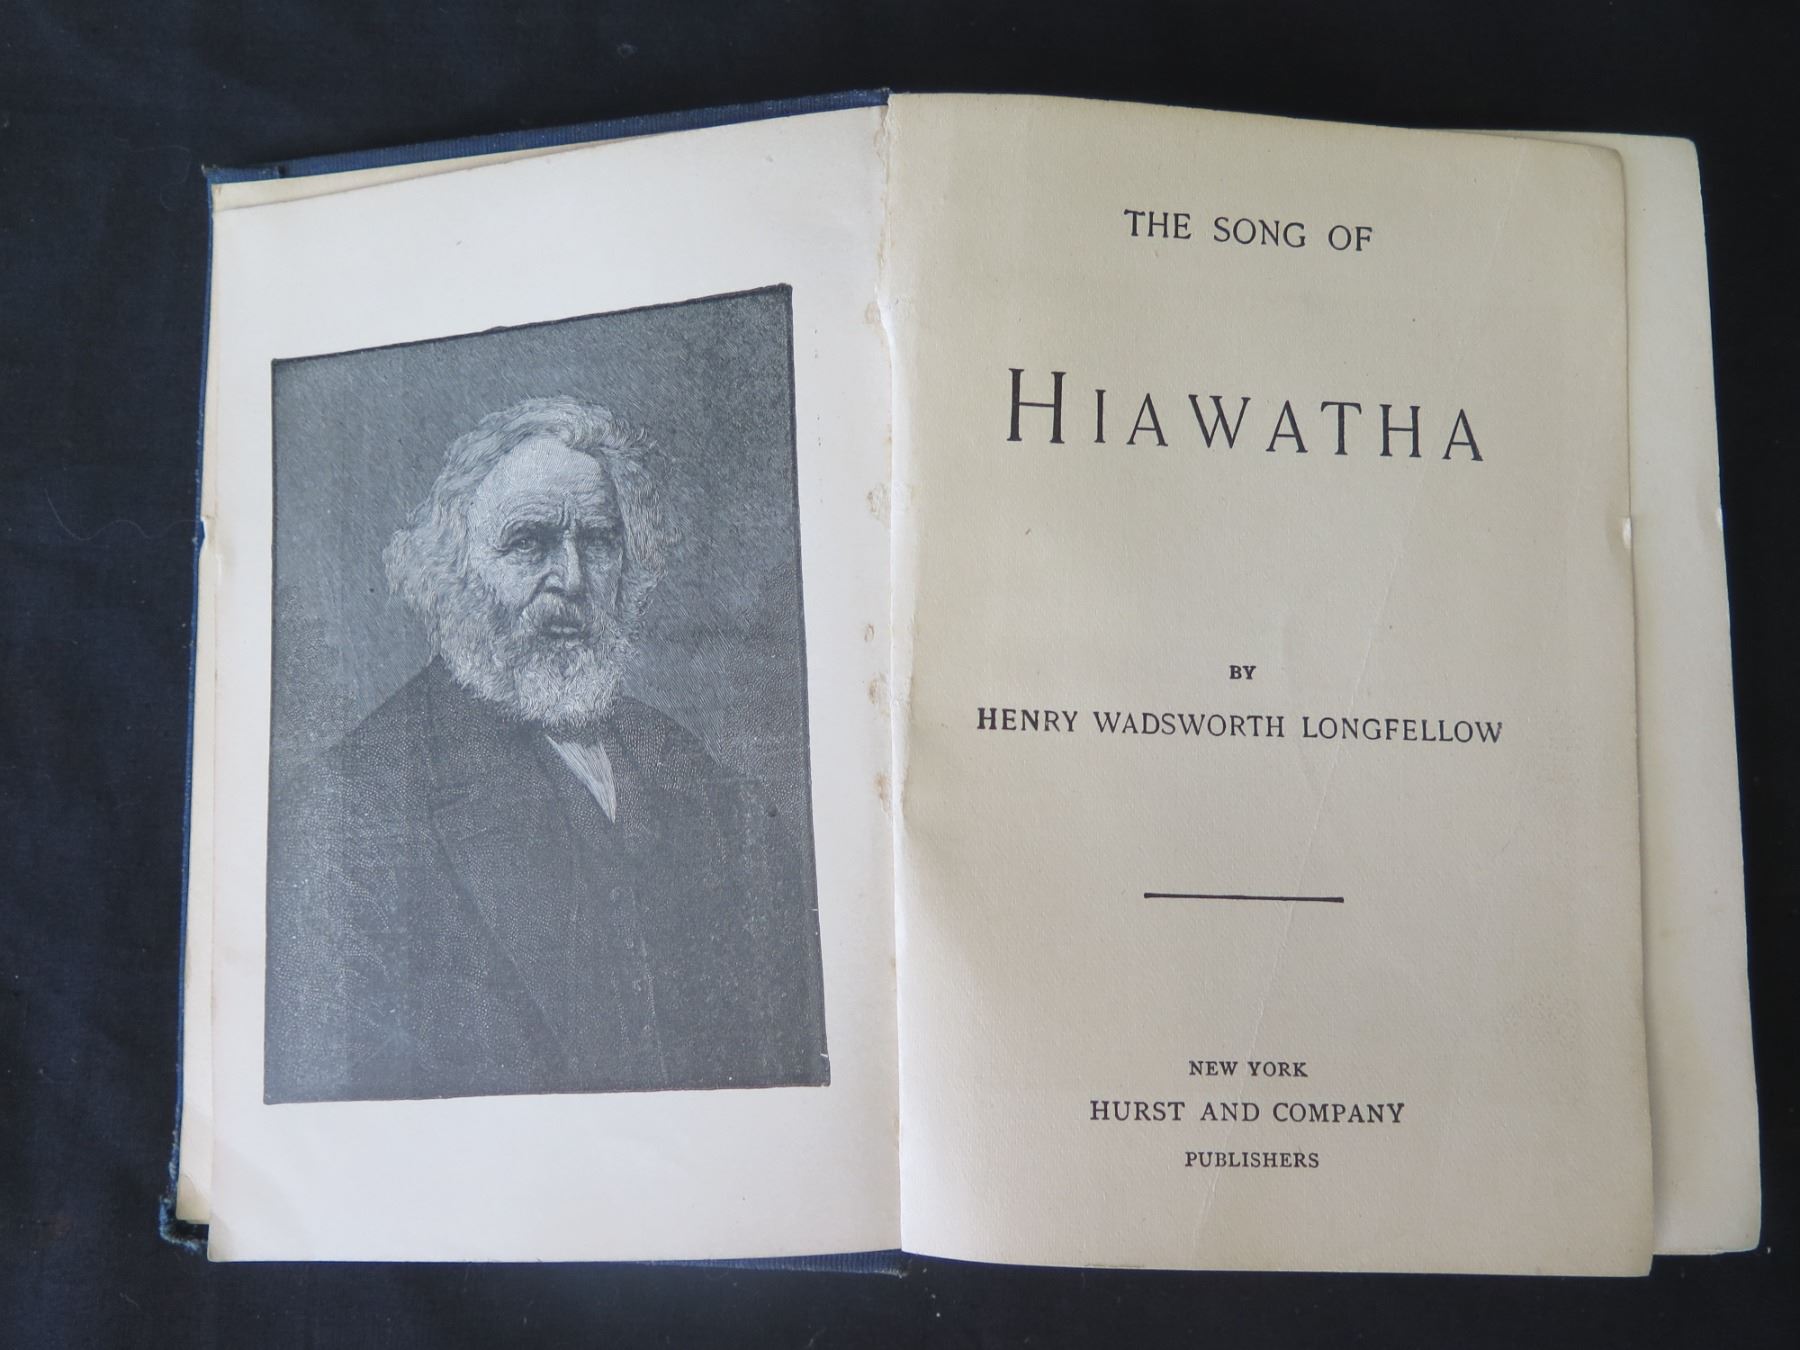 THE SONG OF
HIAWATHA
BY
HENRY WADSWORTH LONGFELLOW
NEW YORK
HURST AND COMPANY
PUBLISHERS